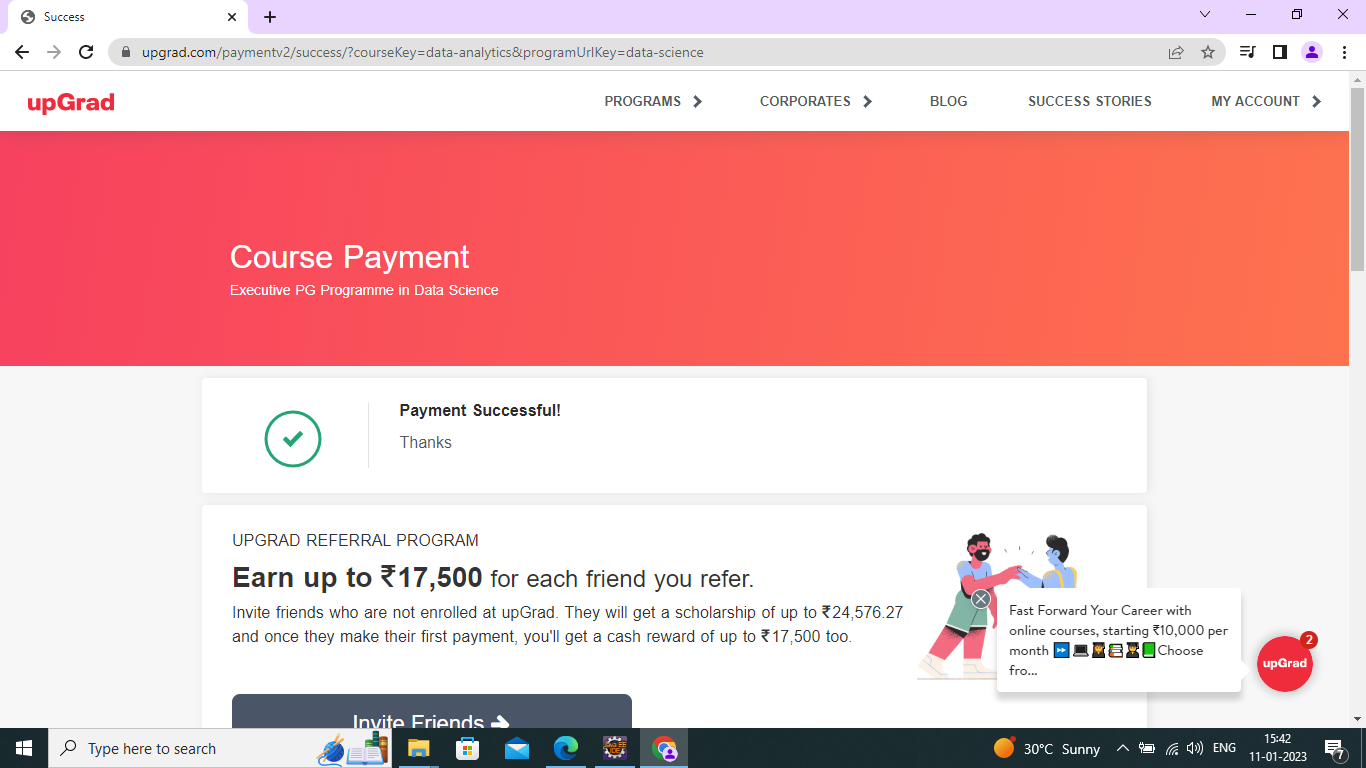 Success
upgrad.com/paymentv2/success/?courseKey=data-analytics&programUrlKey=data-science
upGrad
PROGRAMS
CORPORATES
BLOG
SUCCESS STORIES
MY ACCOUNT
Course Payment
Executive PG Programme in Data Science
Payment Successful!
Thanks
UPGRAD REFERRAL PROGRAM
Earn up to ₹17,500 for each friend you refer.
Invite friends who are not enrolled at upGrad. They will get a scholarship of up to ₹24,576.27
and once they make their first payment, you'll get a cash reward of up to ₹17,500 too.
Invite Friends
Fast Forward Your Career with
online courses, starting ₹10,000 per
month ⏩💻👩‍🎓📚👩‍🎓📗Choose
fro...
upGrad
2
Type here to search
30°C Sunny
ENG
15:42
11-01-2023
7